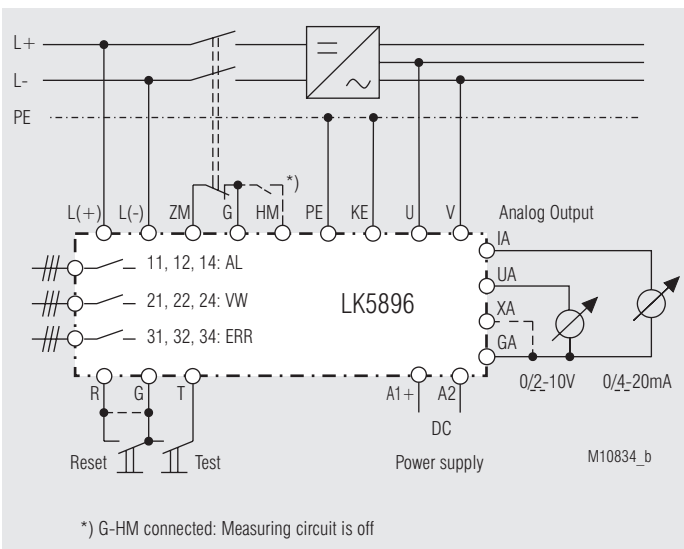 L+
L-
PE
*)
L(+) L(-) ZM G HM PE KE U V Analog Output
IA
11, 12, 14: AL
UA
21, 22, 24: VW
LK5896
XA
31, 32, 34: ERR
GA
0/2-10V 0/4-20mA
R G T A1+ A2
DC
Reset Test Power supply M10834_b
*) G-HM connected: Measuring circuit is off